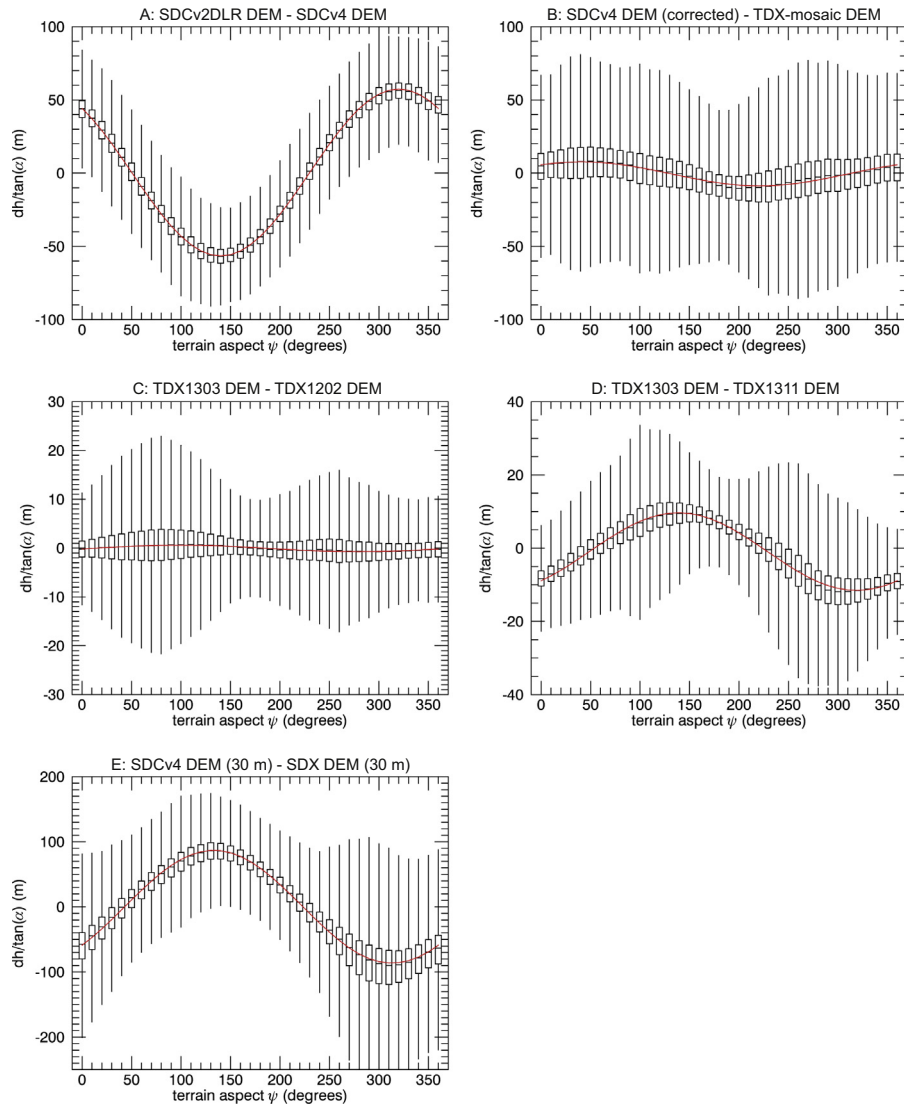 A: SDCv2DLR DEM - SDCv4 DEM
100
50
0
-50
-100
dh/tan(α) (m)
0 50 100 150 200 250 300 350
terrain aspect ψ (degrees)
B: SDCv4 DEM (corrected) - TDX-mosaic DEM
100
50
0
-50
-100
dh/tan(α) (m)
0 50 100 150 200 250 300 350
terrain aspect ψ (degrees)
C: TDX1303 DEM - TDX1202 DEM
30
20
10
0
-10
-20
-30
dh/tan(α) (m)
0 50 100 150 200 250 300 350
terrain aspect ψ (degrees)
D: TDX1303 DEM - TDX1311 DEM
40
20
0
-20
-40
dh/tan(α) (m)
0 50 100 150 200 250 300 350
terrain aspect ψ (degrees)
E: SDCv4 DEM (30 m) - SDX DEM (30 m)
200
100
0
-100
-200
dh/tan(α) (m)
0 50 100 150 200 250 300 350
terrain aspect ψ (degrees)